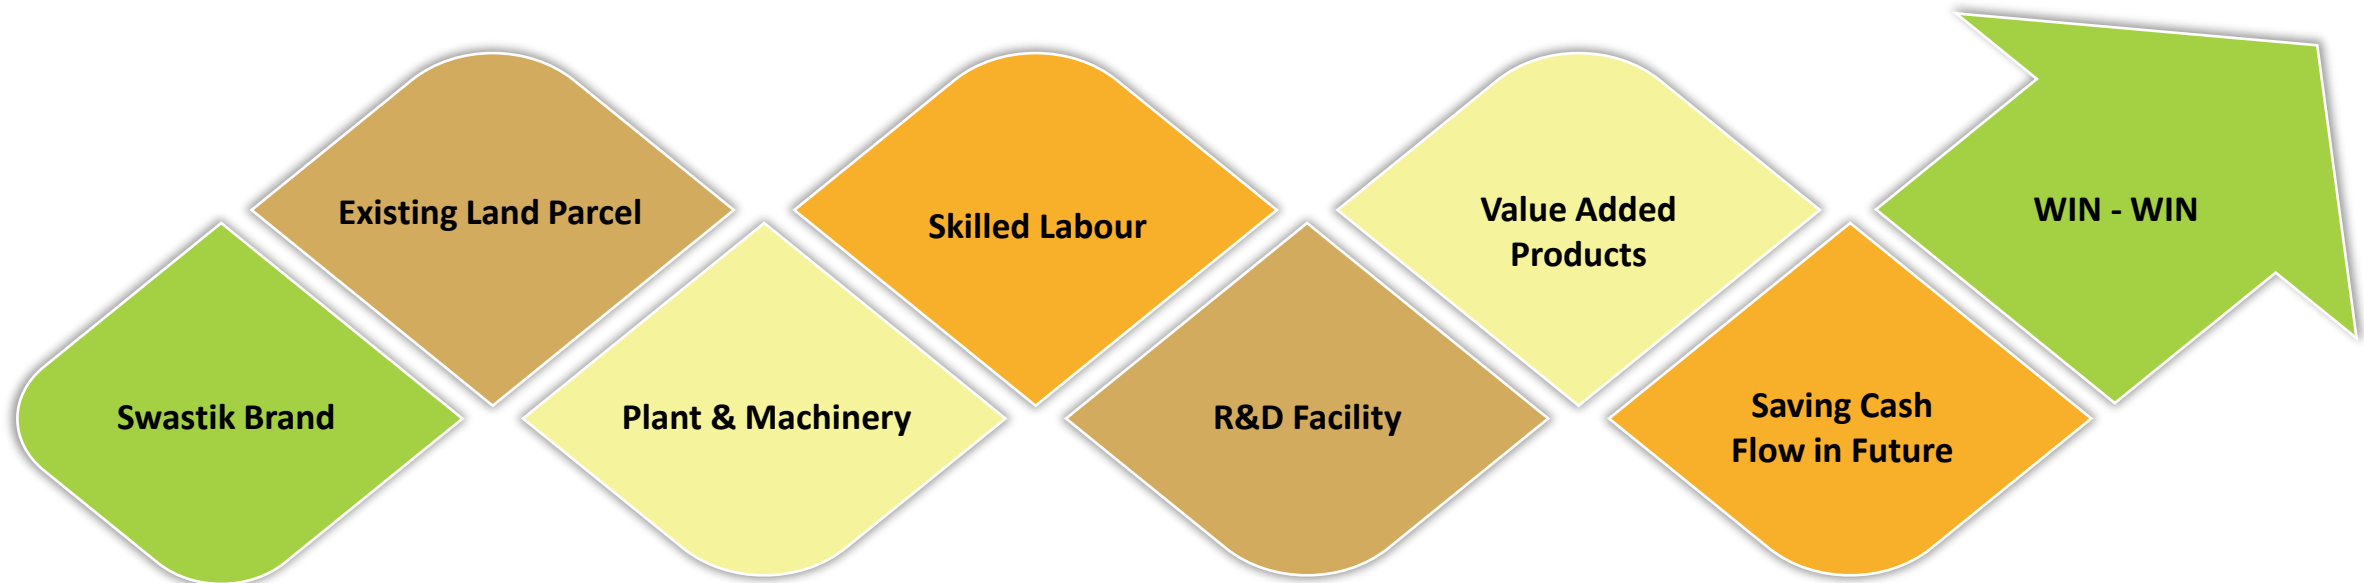 Swastik Brand
Existing Land Parcel
Plant & Machinery
Skilled Labour
R&D Facility
Value Added
Products
Saving Cash
Flow in Future
WIN - WIN